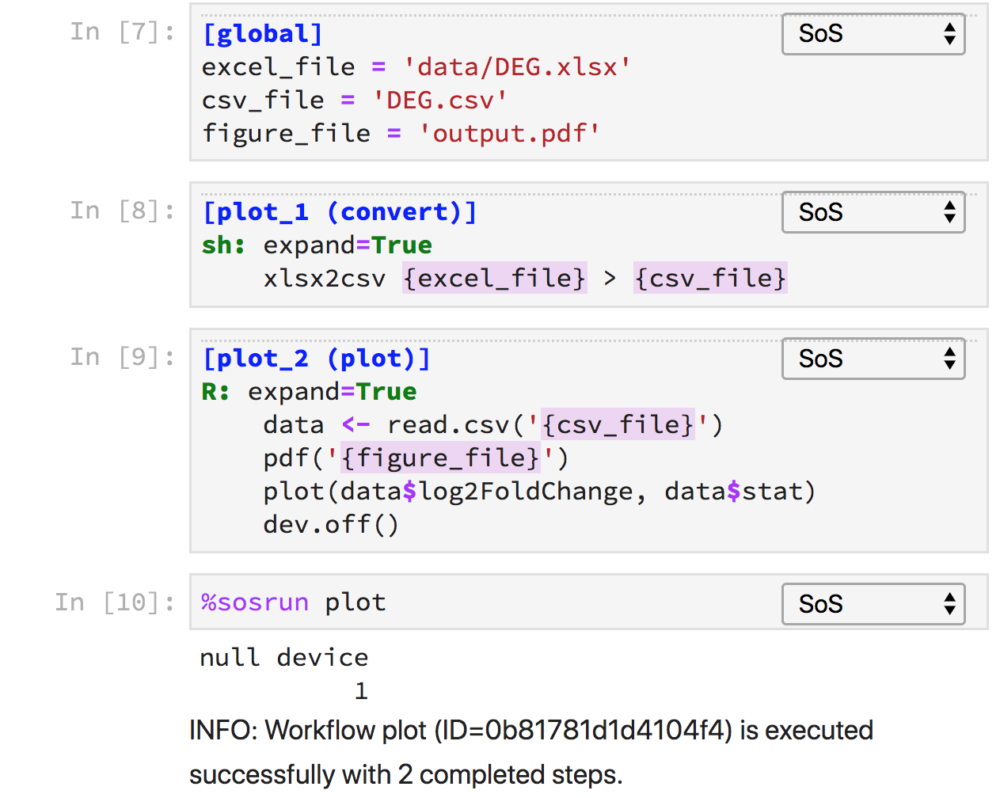 In [7]: [global] SoS
excel_file = 'data/DEG.xlsx'
csv_file = 'DEG.csv'
figure_file = 'output.pdf'
In [8]: [plot_1 (convert)] SoS
sh: expand=True
xlsx2csv {excel_file} > {csv_file}
In [9]: [plot_2 (plot)] SoS
R: expand=True
data <- read.csv('{csv_file}')
pdf('{figure_file}')
plot(data$log2FoldChange, data$stat)
dev.off()
In [10]: %sosrun plot SoS
null device
1
INFO: Workflow plot (ID=0b81781d1d4104f4) is executed
successfully with 2 completed steps.